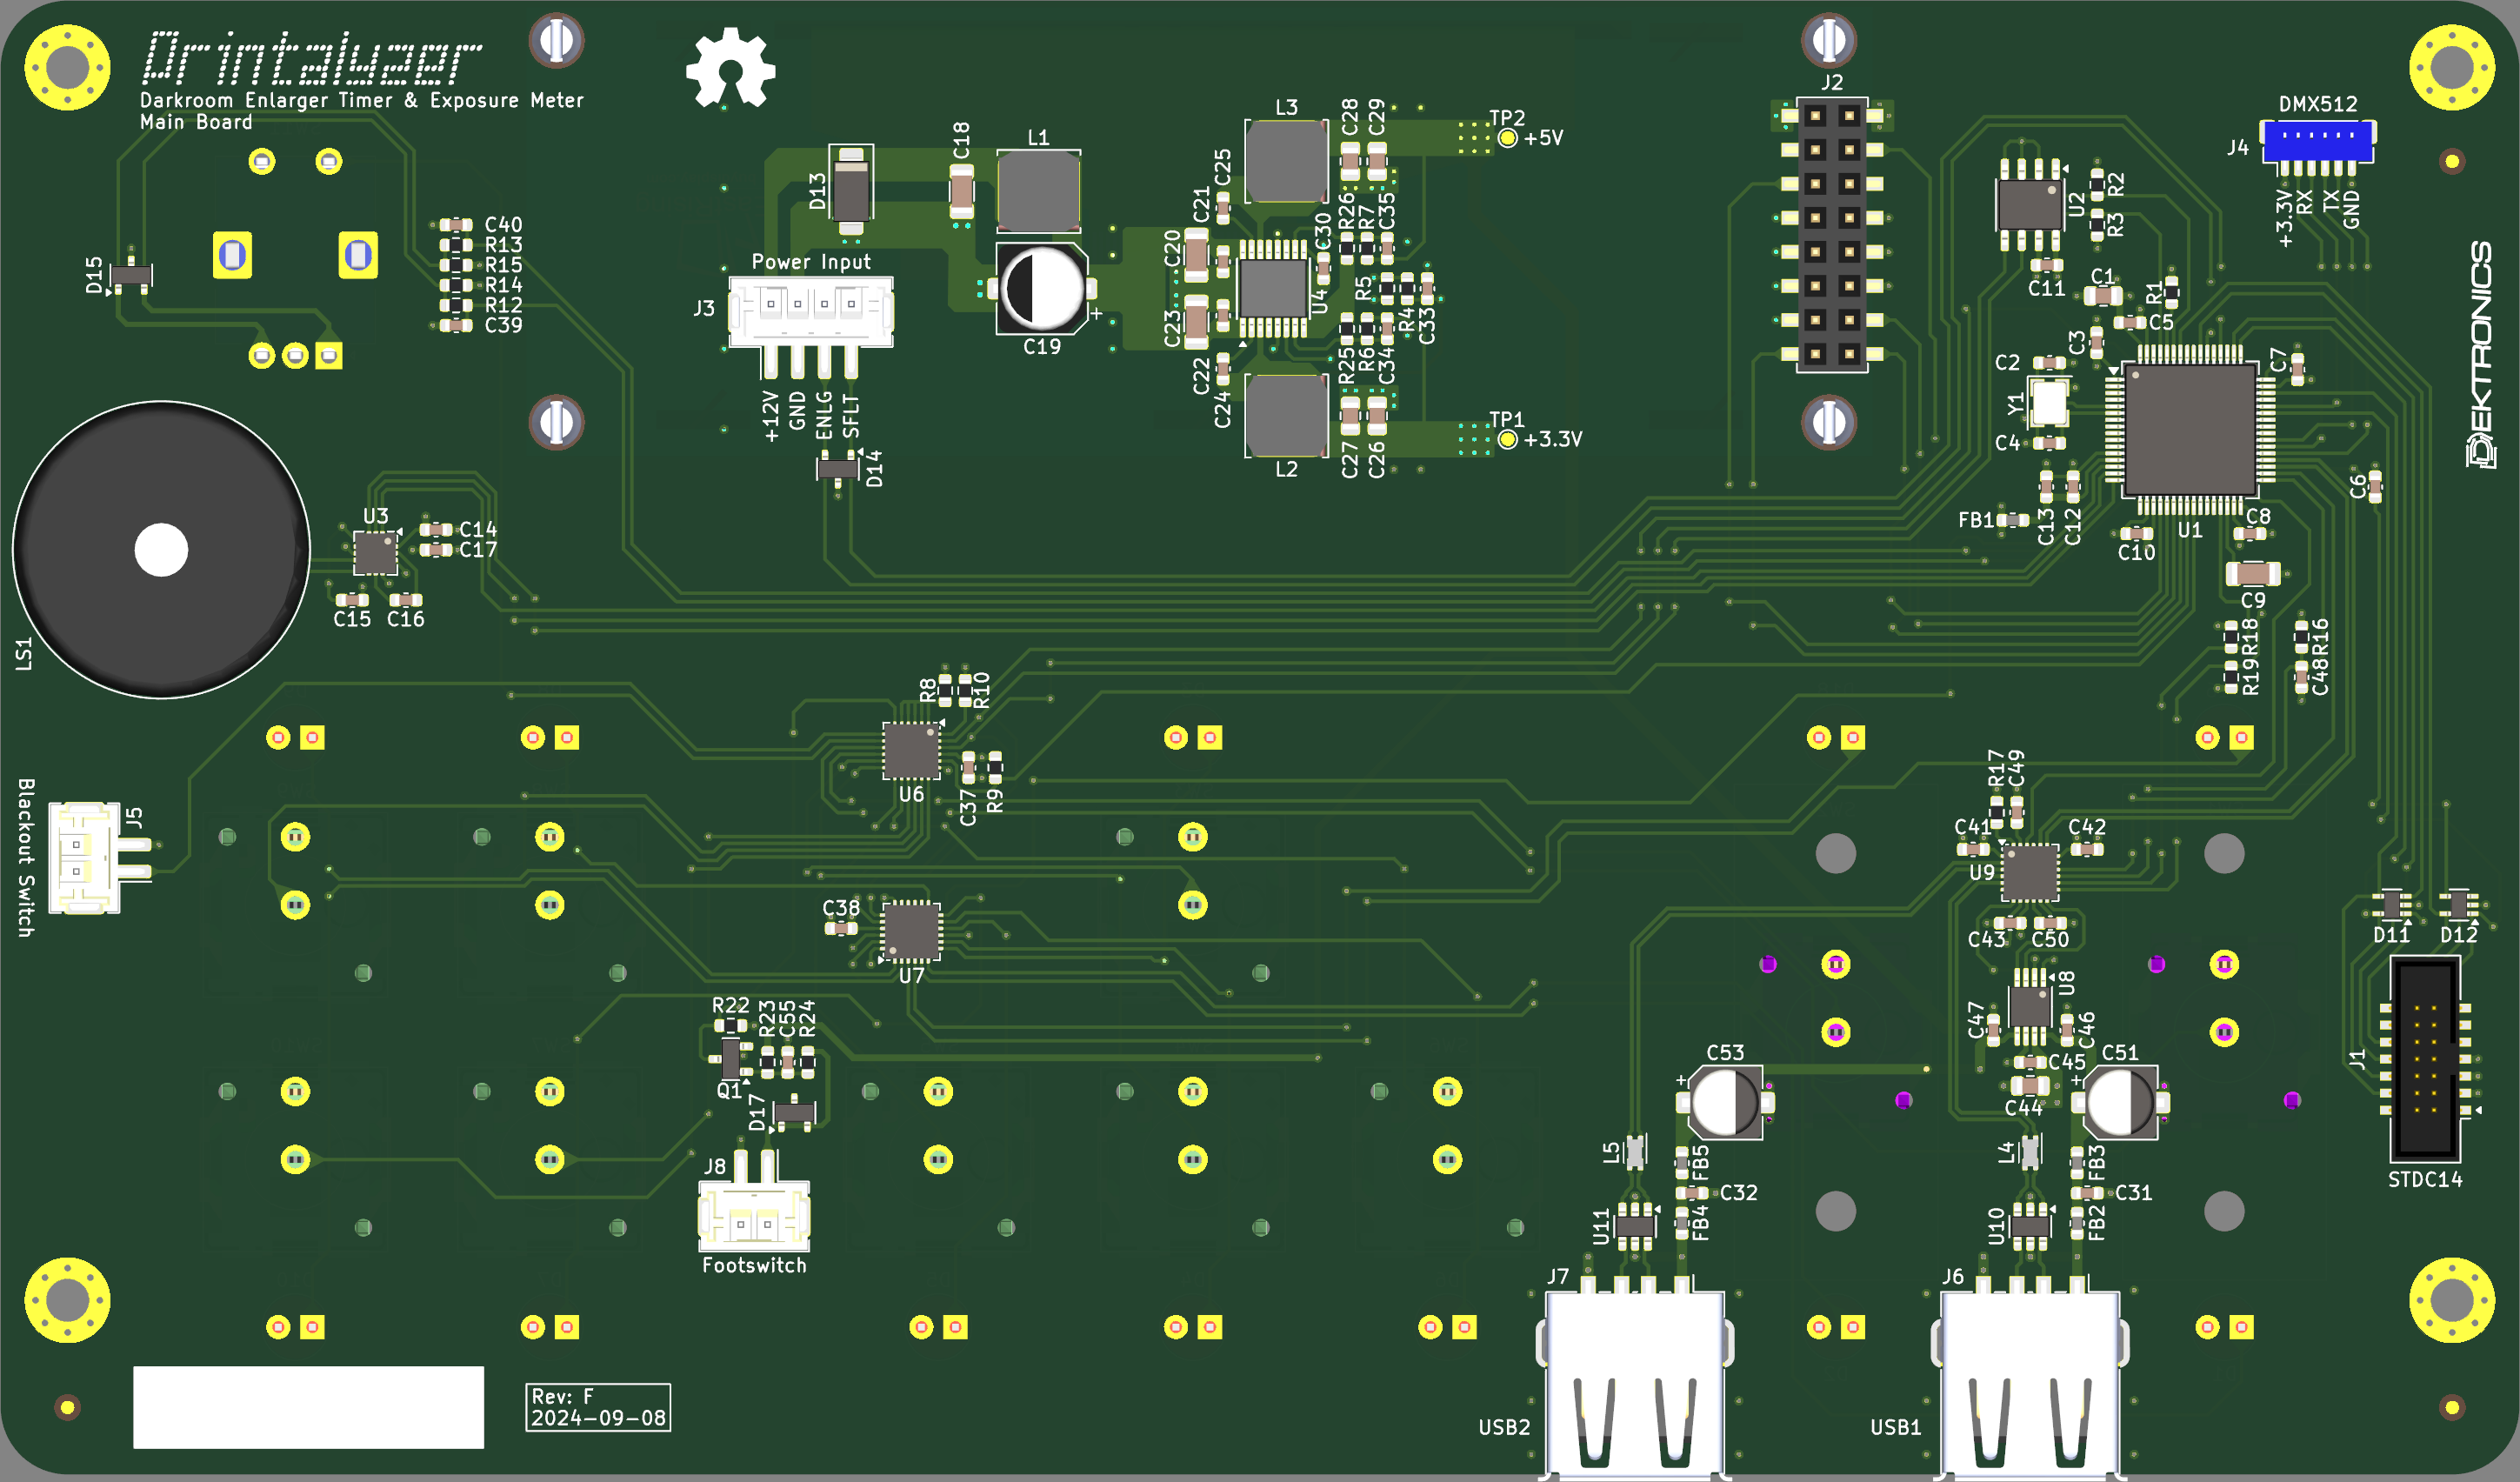 Printalyzer
Darkroom Enlarger Timer & Exposure Meter
Main Board
D15
C40
R13
R15
R14
R12
C39
D13
C18
L1
Power Input
J3
C19
+
+12V
GND
ENLG
SFLT
D14
L3
C28
C29
TP2
+5V
C25
C21
C20
C30
R26
R7
C35
U4
R5
C23
R4
C33
C22
R25
R6
C34
C24
L2
C27
C26
TP1
+3.3V
J2
U2
R2
R3
C11
C1
R1
C5
C3
C2
Y1
C4
C7
C6
FB1
C13
C12
C10
U1
C8
C9
R18
R16
R19
C48
DMX512
J4
+3.3V
RX
TX
GND
DEKTRONICS
LS1
U3
C14
C17
C15
C16
R8
R10
U6
C37
R9
Blackout Switch
J5
C38
U7
R22
R23
C55
R24
Q1
D17
J8
Footswitch
R17
C49
C41
C42
U9
C43
C50
U8
C47
C46
C45
C44
C53
+
C51
+
L5
FB5
C32
FB4
U11
L4
FB3
C31
FB2
U10
D11
D12
J1
STDC14
J7
USB2
J6
USB1
Rev: F
2024-09-08